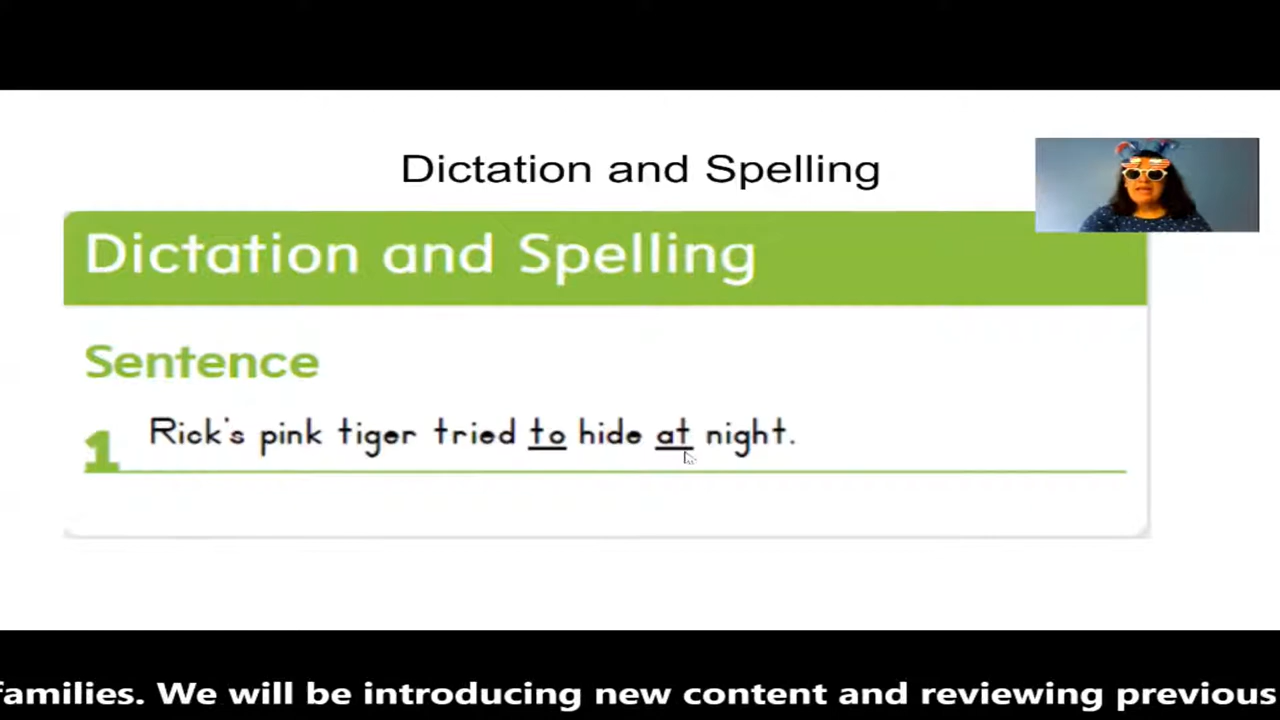 Dictation and Spelling
Dictation and Spelling
Sentence
1 Rick's pink tiger tried to hide at night.
families. We will be introducing new content and reviewing previous